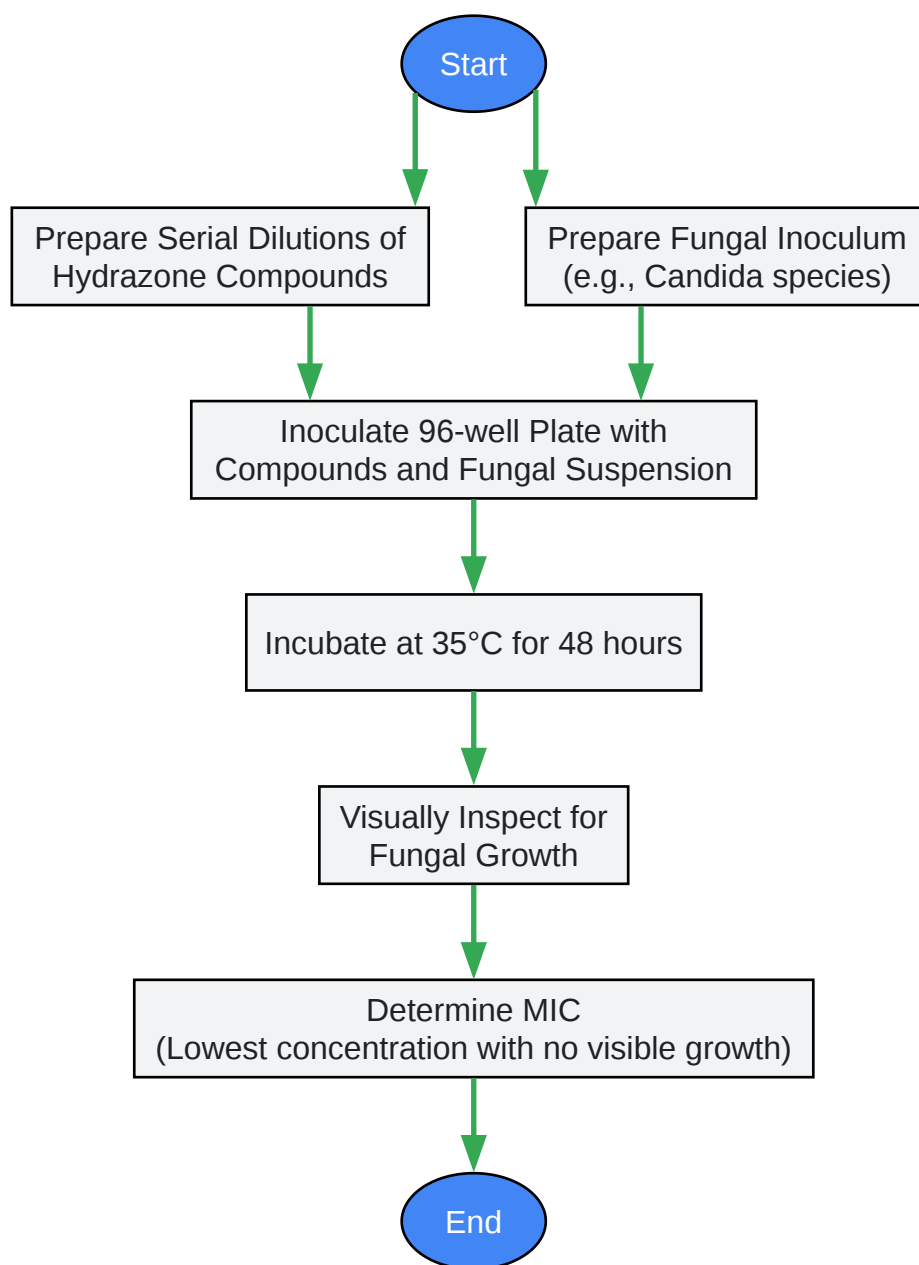 Start
Prepare Serial Dilutions of
Hydrazone Compounds
Prepare Fungal Inoculum
(e.g., Candida species)
Inoculate 96-well Plate with
Compounds and Fungal Suspension
Incubate at 35°C for 48 hours
Visually Inspect for
Fungal Growth
Determine MIC
(Lowest concentration with no visible growth)
End